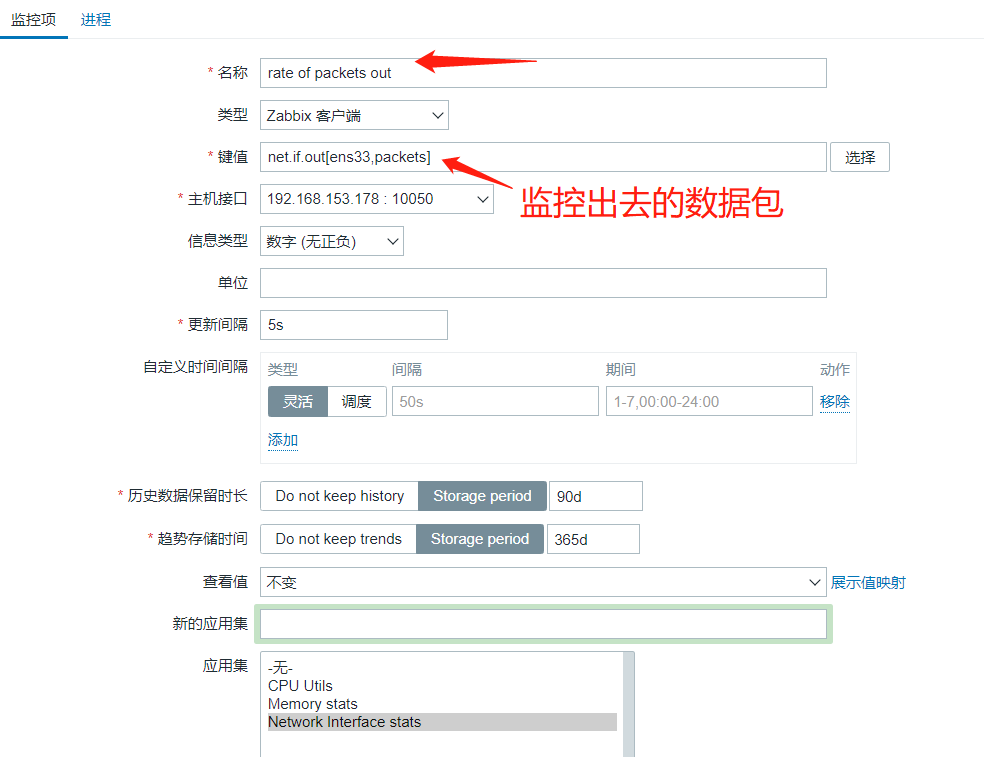 监控项 进程
* 名称 rate of packets out
类型 Zabbix 客户端
* 键值 net.if.out[ens33,packets] 选择
* 主机接口 192.168.153.178 : 10050
监控出去的数据包
信息类型 数字 (无正负)
单位
* 更新间隔 5s
自定义时间间隔 类型 间隔 期间 动作
灵活 调度 50s 1-7,00:00-24:00 移除
添加
* 历史数据保留时长 Do not keep history Storage period 90d
* 趋势存储时间 Do not keep trends Storage period 365d
查看值 不变 展示值映射
新的应用集
应用集 -无-
CPU Utils
Memory stats
Network Interface stats